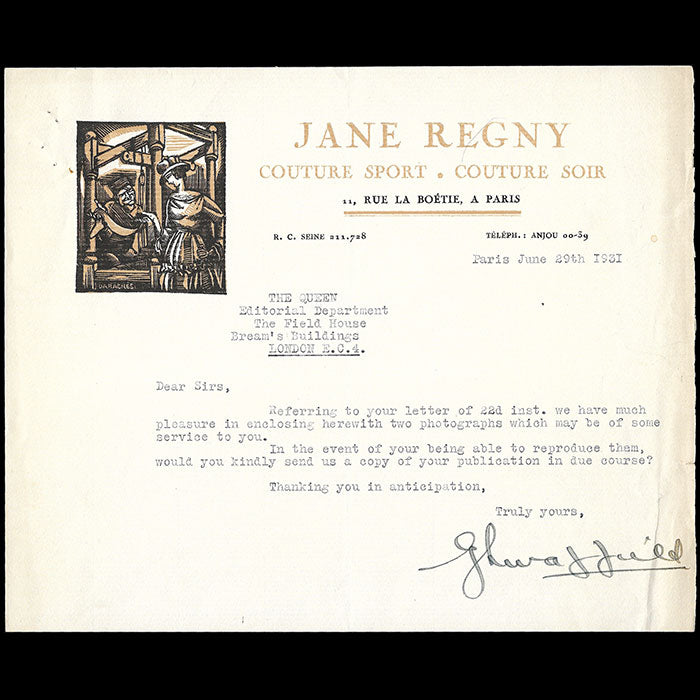 JANE REGNY
COUTURE SPORT . COUTURE SOIR
11, RUE LA BOÉTIE, A PARIS
R. C. SEINE 211.728
TÉLÉPH. : ANJOU 00-39
Paris June 29th 1931
DARAGNÈS
THE QUEEN
Editorial Department
The Field House
Bream's Buildings
LONDON E.C.4.
Dear Sirs,
Referring to your letter of 22d inst. we have much
pleasure in enclosing herewith two photographs which may be of some
service to you.
In the event of your being able to reproduce them,
would you kindly send us a copy of your publication in due course?
Thanking you in anticipation,
Truly yours,